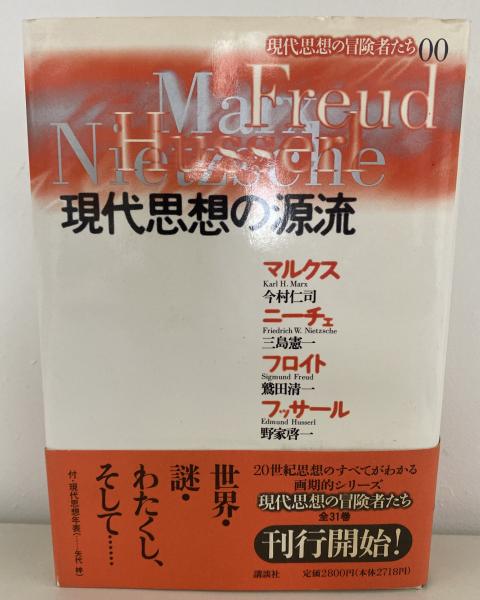 現代思想の冒険者たち00
Marx
Freud
Husserl
Nietzsche
現代思想の源流
マルクス
Karl H. Marx
今村仁司
ニーチェ
Friedrich W. Nietzsche
三島憲一
フロイト
Sigmund Freud
鷲田清一
フッサール
Edmund Husserl
野家啓一
世界・
謎・
わたくし、
そして……
付・現代思想年表(……矢代 梓)
20世紀思想のすべてがわかる
画期的シリーズ
現代思想の冒険者たち
全31巻
刊行開始!
講談社 定価2800円(本体2718円)